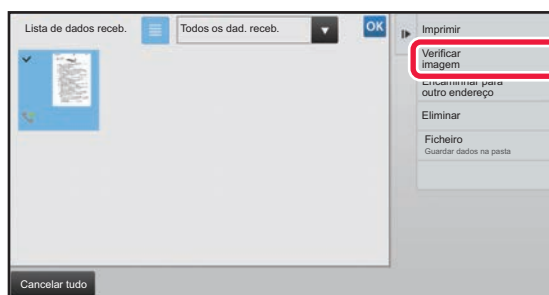 Lista de dados receb.
Todos os dad. receb.
OK
Imprimir
Verificar
imagem
Encaminhar para
outro endereço
Eliminar
Ficheiro
Guardar dados na pasta
Cancelar tudo